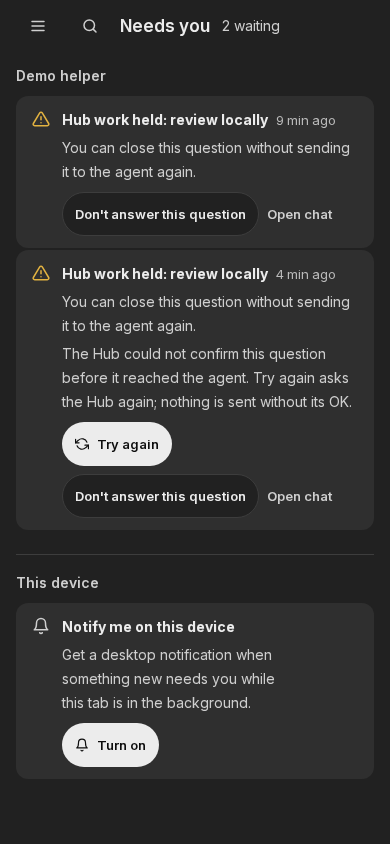 Needs you 2 waiting
Demo helper
Hub work held: review locally 9 min ago
You can close this question without sending
it to the agent again.
Don't answer this question Open chat
Hub work held: review locally 4 min ago
You can close this question without sending
it to the agent again.
The Hub could not confirm this question
before it reached the agent. Try again asks
the Hub again; nothing is sent without its OK.
Try again
Don't answer this question Open chat
This device
Notify me on this device
Get a desktop notification when
something new needs you while
this tab is in the background.
Turn on